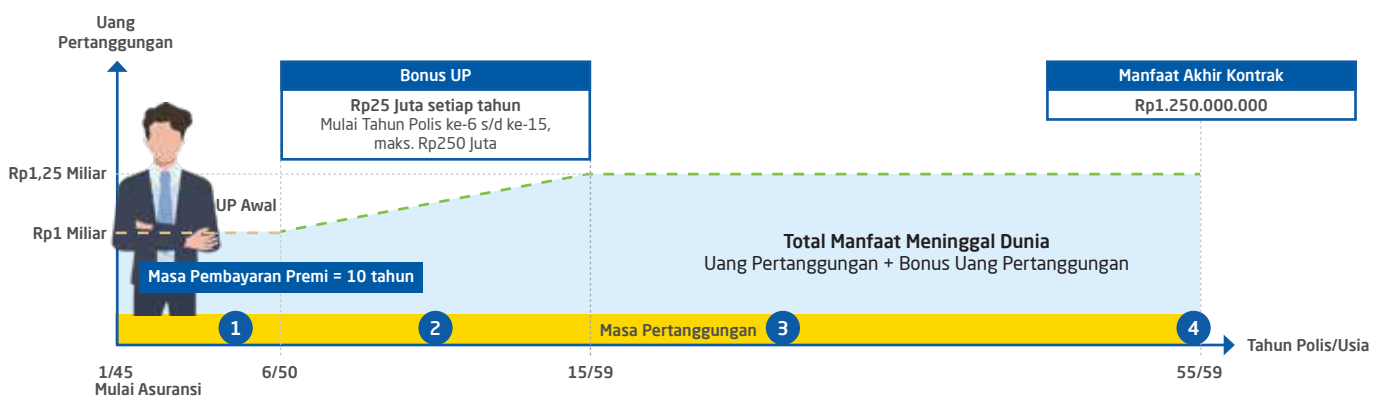 Uang
Pertanggungan
Bonus UP
Rp25 Juta setiap tahun
Mulai Tahun Polis ke-6 s/d ke-15,
maks. Rp250 Juta
Manfaat Akhir Kontrak
Rp1.250.000.000
Rp1,25 Miliar
UP Awal
Rp1 Miliar
Total Manfaat Meninggal Dunia
Uang Pertanggungan + Bonus Uang Pertanggungan
Masa Pembayaran Premi = 10 tahun
1
2
Masa Pertanggungan
3
4
Tahun Polis/Usia
1/45
Mulai Asuransi
6/50
15/59
55/59